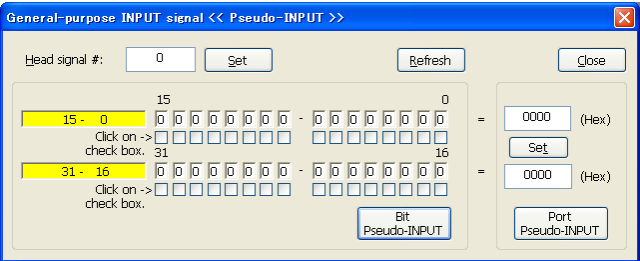 General-purpose INPUT signal << Pseudo-INPUT >>
Head signal #: 0 Set Refresh Close
15 0
15 - 0 0 0 0 0 0 0 0 0 - 0 0 0 0 0 0 0 0 = 0000 (Hex)
Click on ->
check box. 31 16 Set
31 - 16 0 0 0 0 0 0 0 0 - 0 0 0 0 0 0 0 0 = 0000 (Hex)
Click on ->
check box.
Bit Port
Pseudo-INPUT Pseudo-INPUT